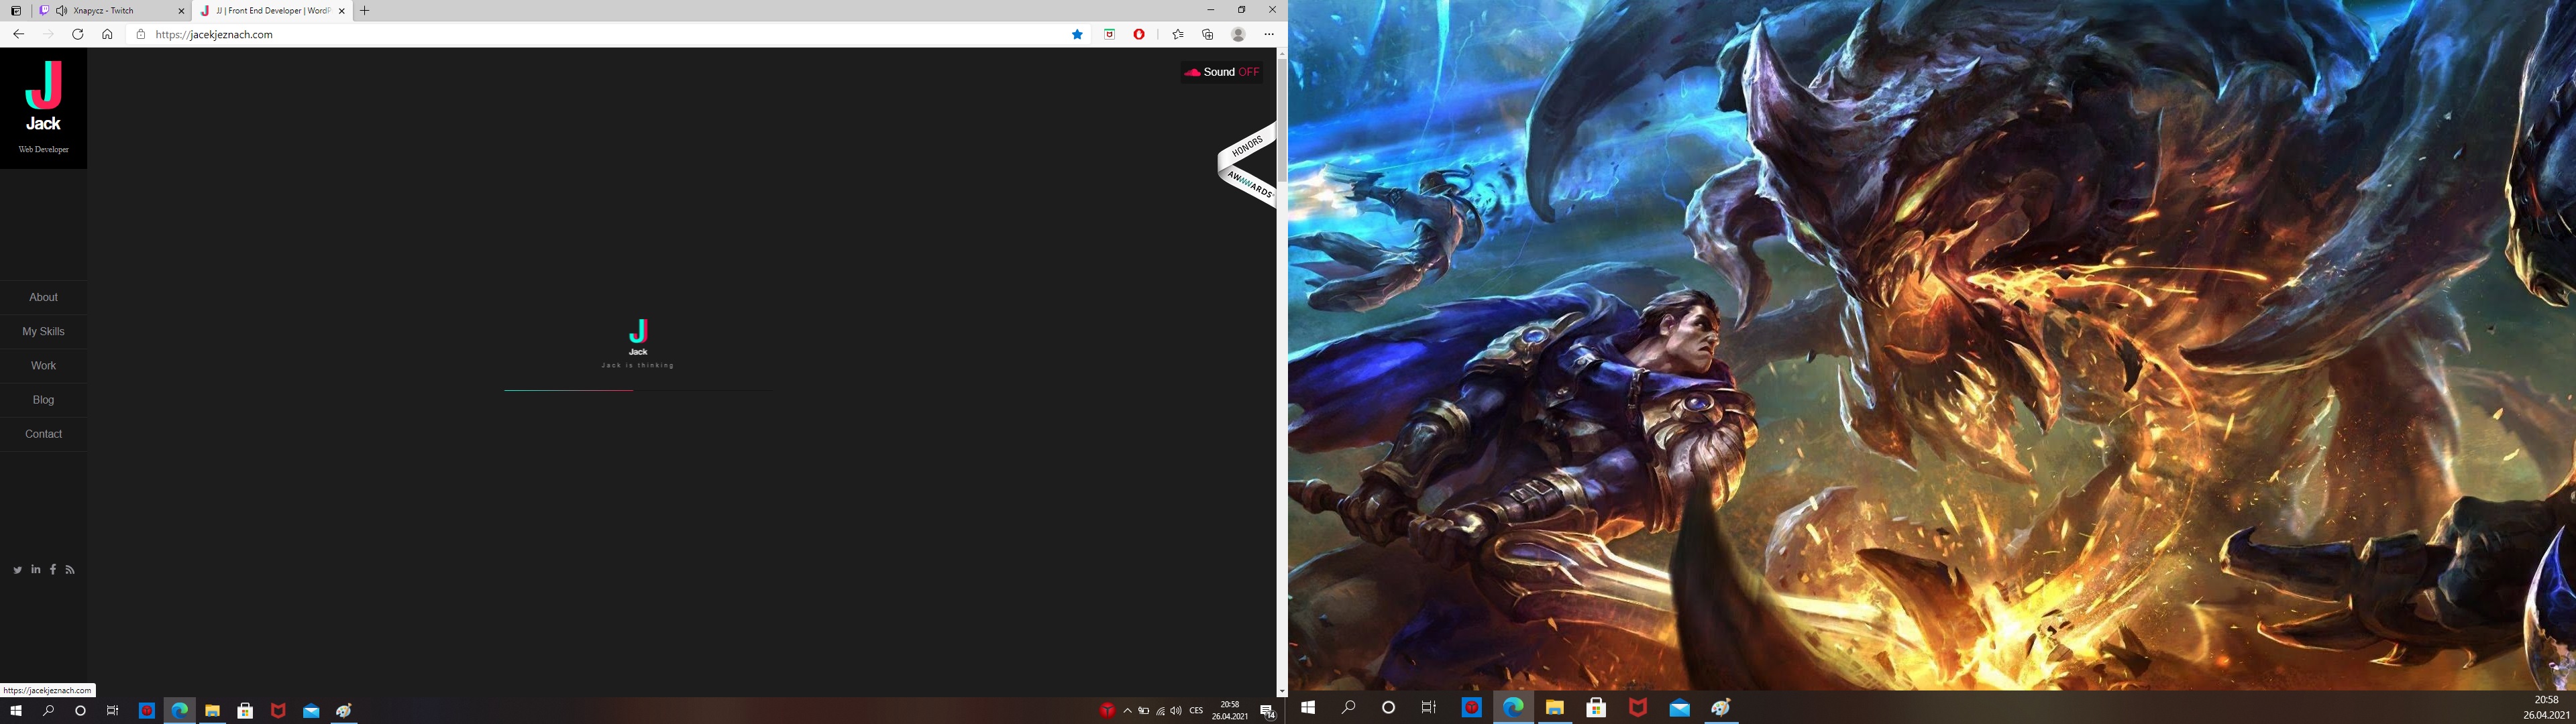 Xnapycz - Twitch
JJ | Front End Developer | WordP
https://jacekjeznach.com
Jack
Web Developer
Sound OFF
HONORS
AWWWARDS
About
My Skills
Work
Blog
Contact
Jack
Jack is thinking
https://jacekjeznach.com
CES
20:58
26.04.2021
14
20:58
26.04.2021